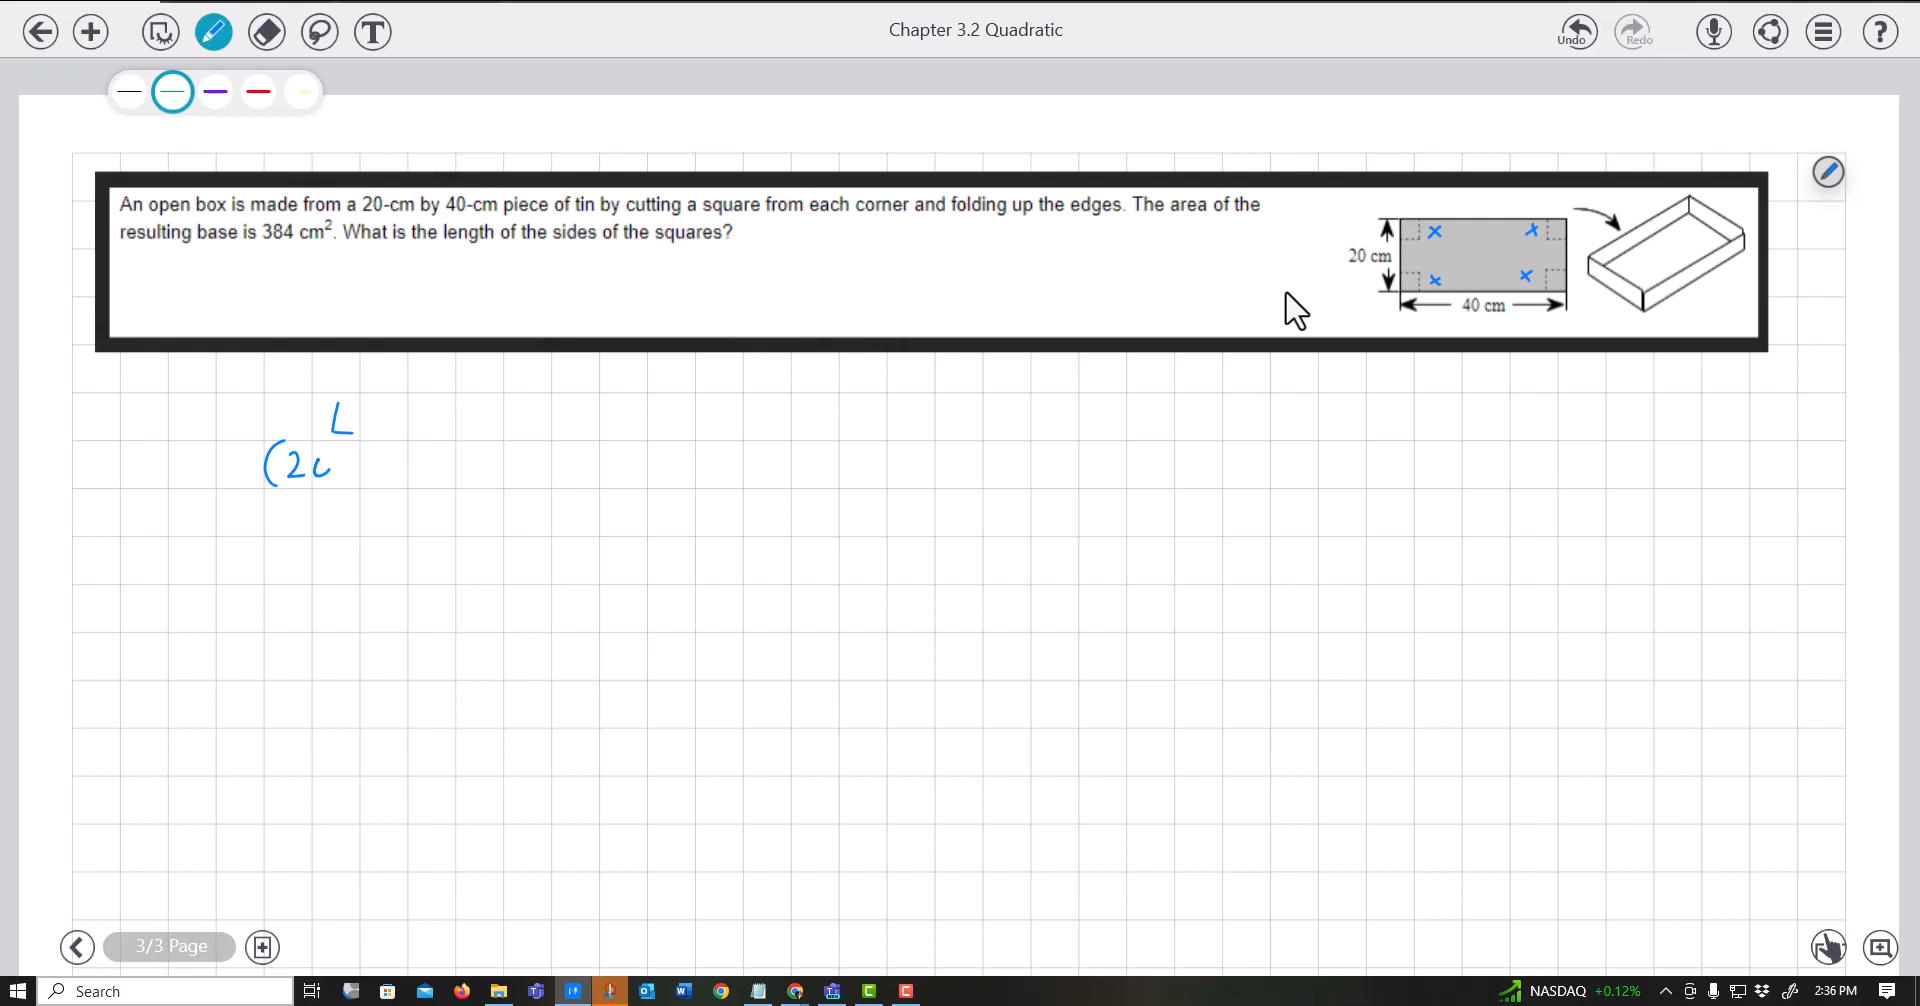 Chapter 3.2 Quadratic
Undo
Redo
T
?
An open box is made from a 20-cm by 40-cm piece of tin by cutting a square from each corner and folding up the edges. The area of the
resulting base is 384 cm². What is the length of the sides of the squares?
x x
20 cm
x x
40 cm
L
(20
3/3 Page
Search
NASDAQ +0.12%
2:36 PM